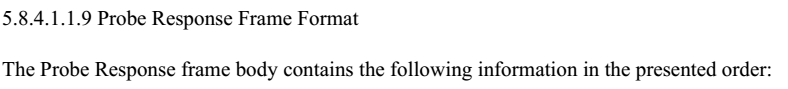 5.8.4.1.1.9 Probe Response Frame Format
The Probe Response frame body contains the following information in the presented order: